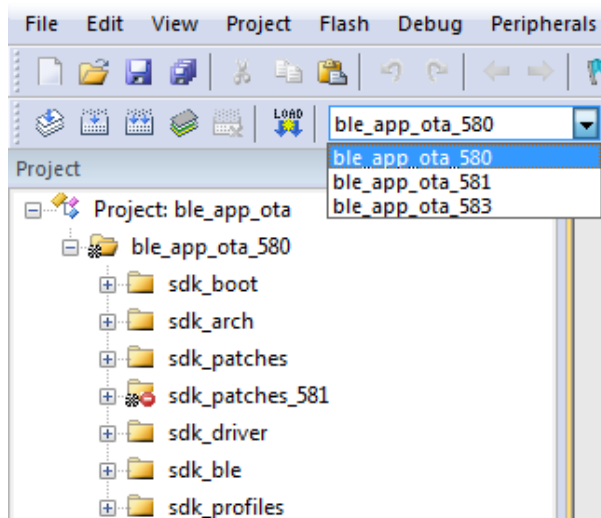 File Edit View Project Flash Debug Peripherals
LOAD
ble_app_ota_580
Project
ble_app_ota_580
ble_app_ota_581
ble_app_ota_583
Project: ble_app_ota
ble_app_ota_580
sdk_boot
sdk_arch
sdk_patches
sdk_patches_581
sdk_driver
sdk_ble
sdk_profiles